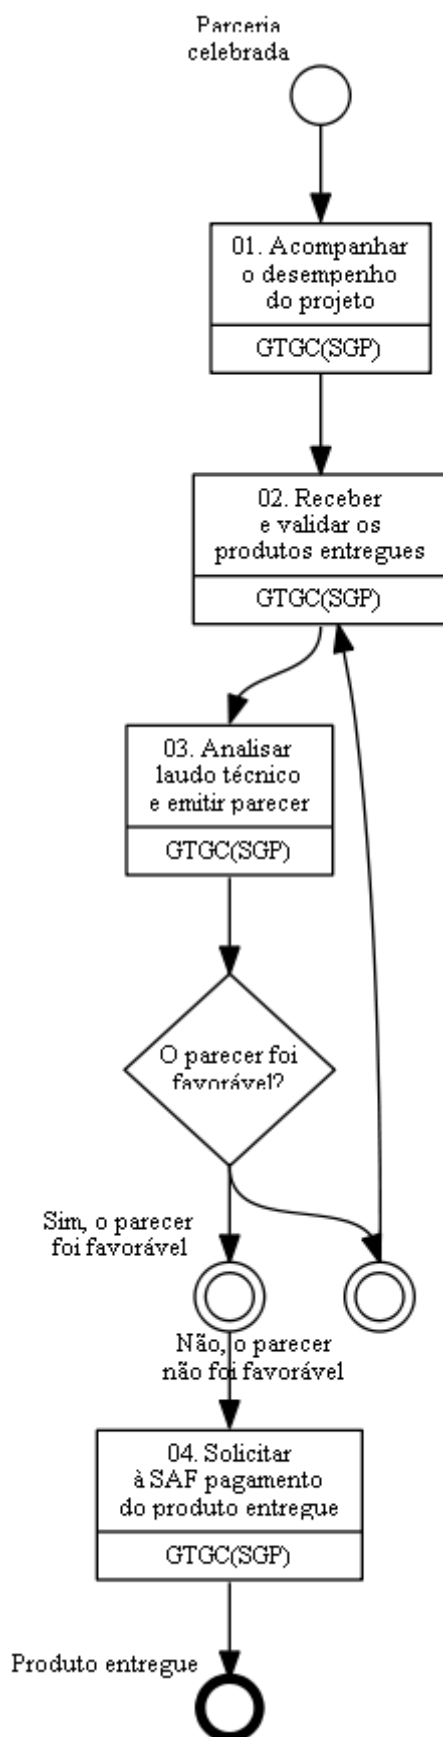 Parceria
celebrada
01. Acompanhar
o desempenho
do projeto
GTGC(SGP)
02. Receber
e validar os
produtos entregues
GTGC(SGP)
03. Analisar
laudo técnico
e emitir parecer
GTGC(SGP)
O parecer foi
favorável?
Sim, o parecer
foi favorável
Não, o parecer
não foi favorável
04. Solicitar
à SAF pagamento
do produto entregue
GTGC(SGP)
Produto entregue